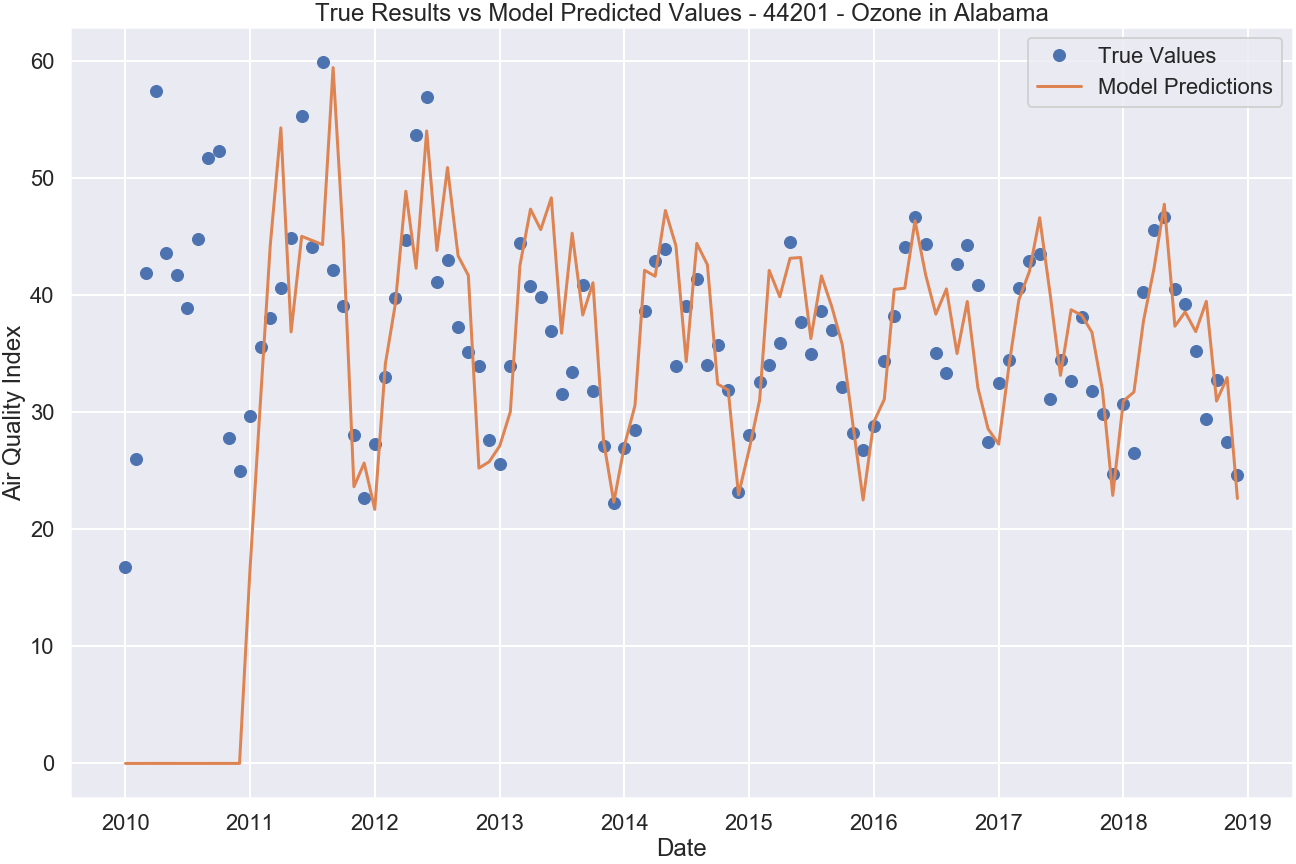 True Results vs Model Predicted Values - 44201 - Ozone in Alabama
True Values
Model Predictions
Air Quality Index
60
50
40
30
20
10
0
2010 2011 2012 2013 2014 2015 2016 2017 2018 2019
Date